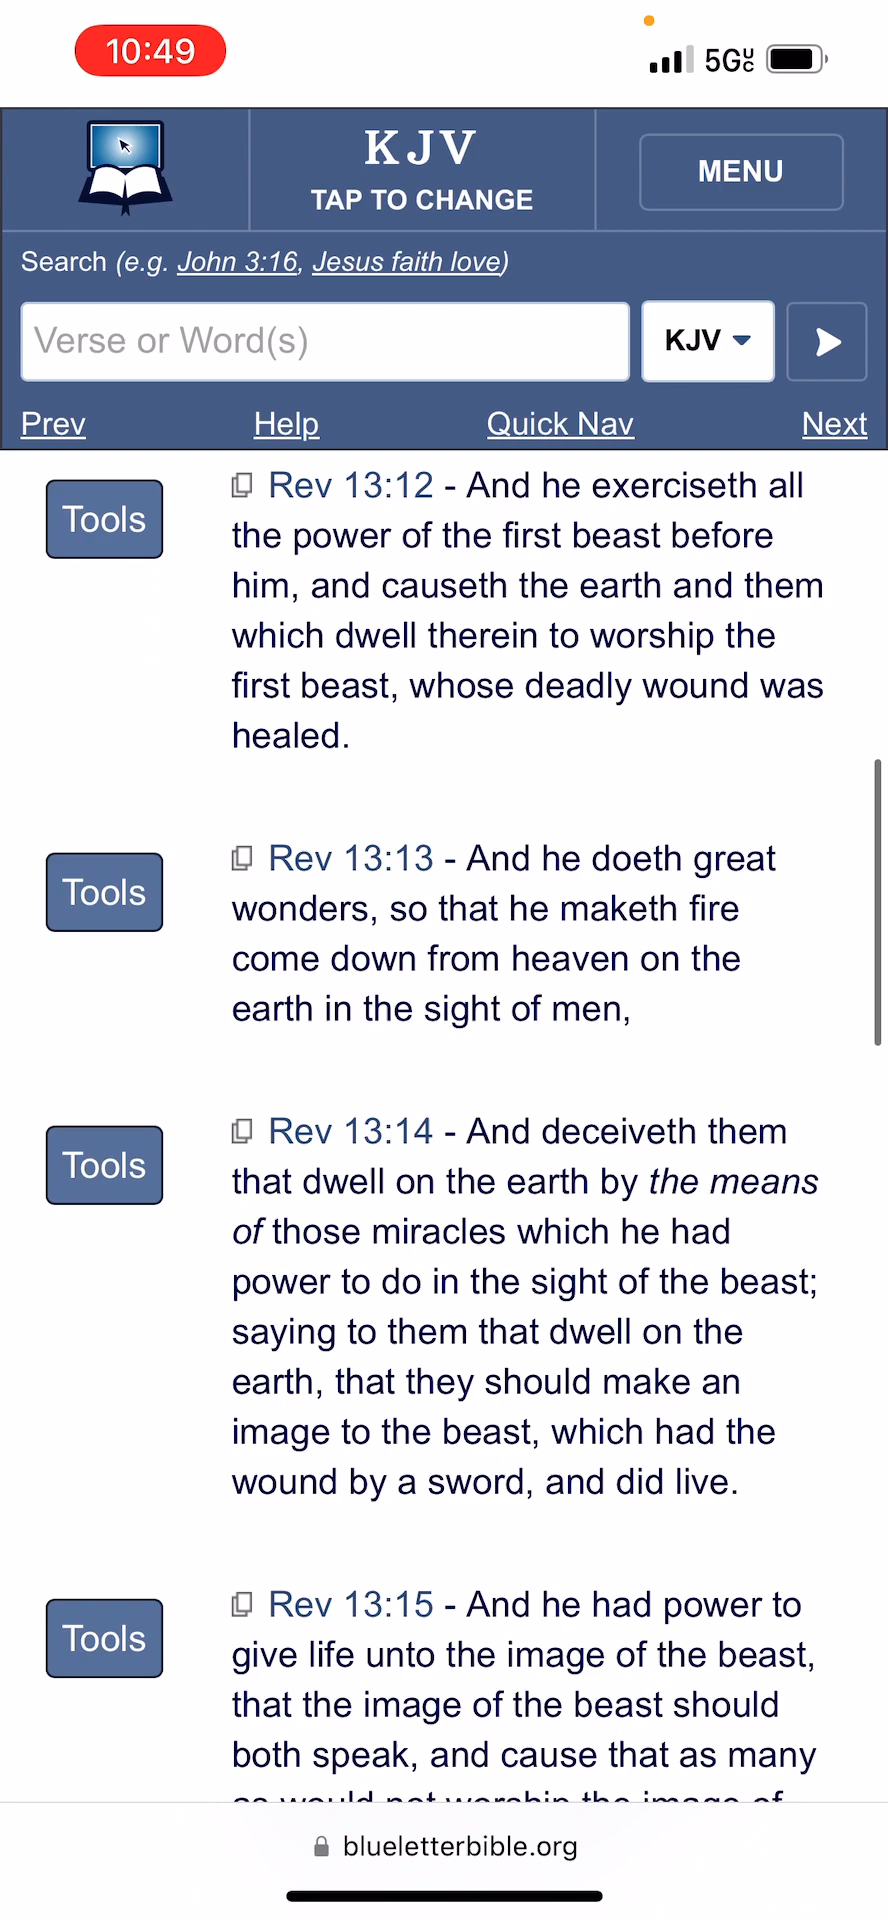 10:49
5GUC
KJV
TAP TO CHANGE
MENU
Search (e.g. John 3:16, Jesus faith love)
Verse or Word(s)
KJV
Prev
Help
Quick Nav
Next
Tools
Rev 13:12 - And he exerciseth all
the power of the first beast before
him, and causeth the earth and them
which dwell therein to worship the
first beast, whose deadly wound was
healed.
Tools
Rev 13:13 - And he doeth great
wonders, so that he maketh fire
come down from heaven on the
earth in the sight of men,
Tools
Rev 13:14 - And deceiveth them
that dwell on the earth by the means
of those miracles which he had
power to do in the sight of the beast;
saying to them that dwell on the
earth, that they should make an
image to the beast, which had the
wound by a sword, and did live.
Tools
Rev 13:15 - And he had power to
give life unto the image of the beast,
that the image of the beast should
both speak, and cause that as many
as would not worship the image of
blueletterbible.org